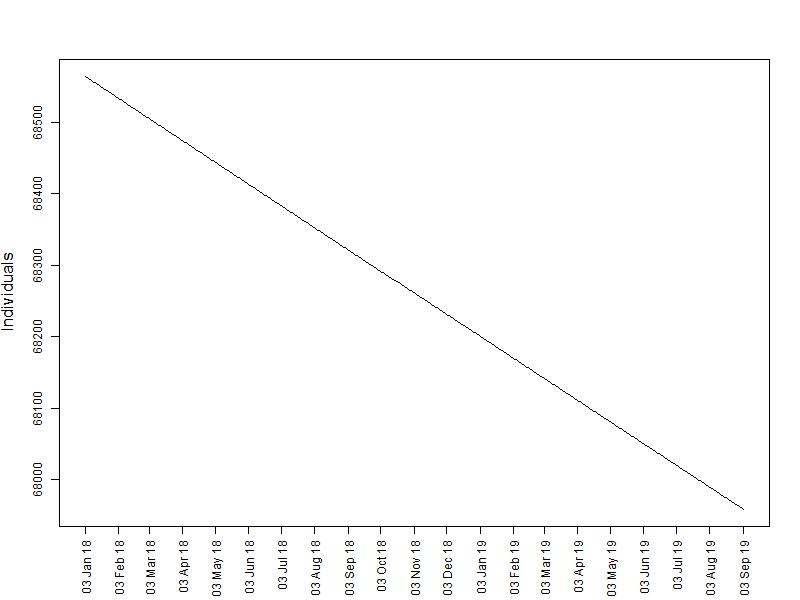 Individuals
68500
68400
68300
68200
68100
68000
03 Jan 18
03 Feb 18
03 Mar 18
03 Apr 18
03 May 18
03 Jun 18
03 Jul 18
03 Aug 18
03 Sep 18
03 Oct 18
03 Nov 18
03 Dec 18
03 Jan 19
03 Feb 19
03 Mar 19
03 Apr 19
03 May 19
03 Jun 19
03 Jul 19
03 Aug 19
03 Sep 19